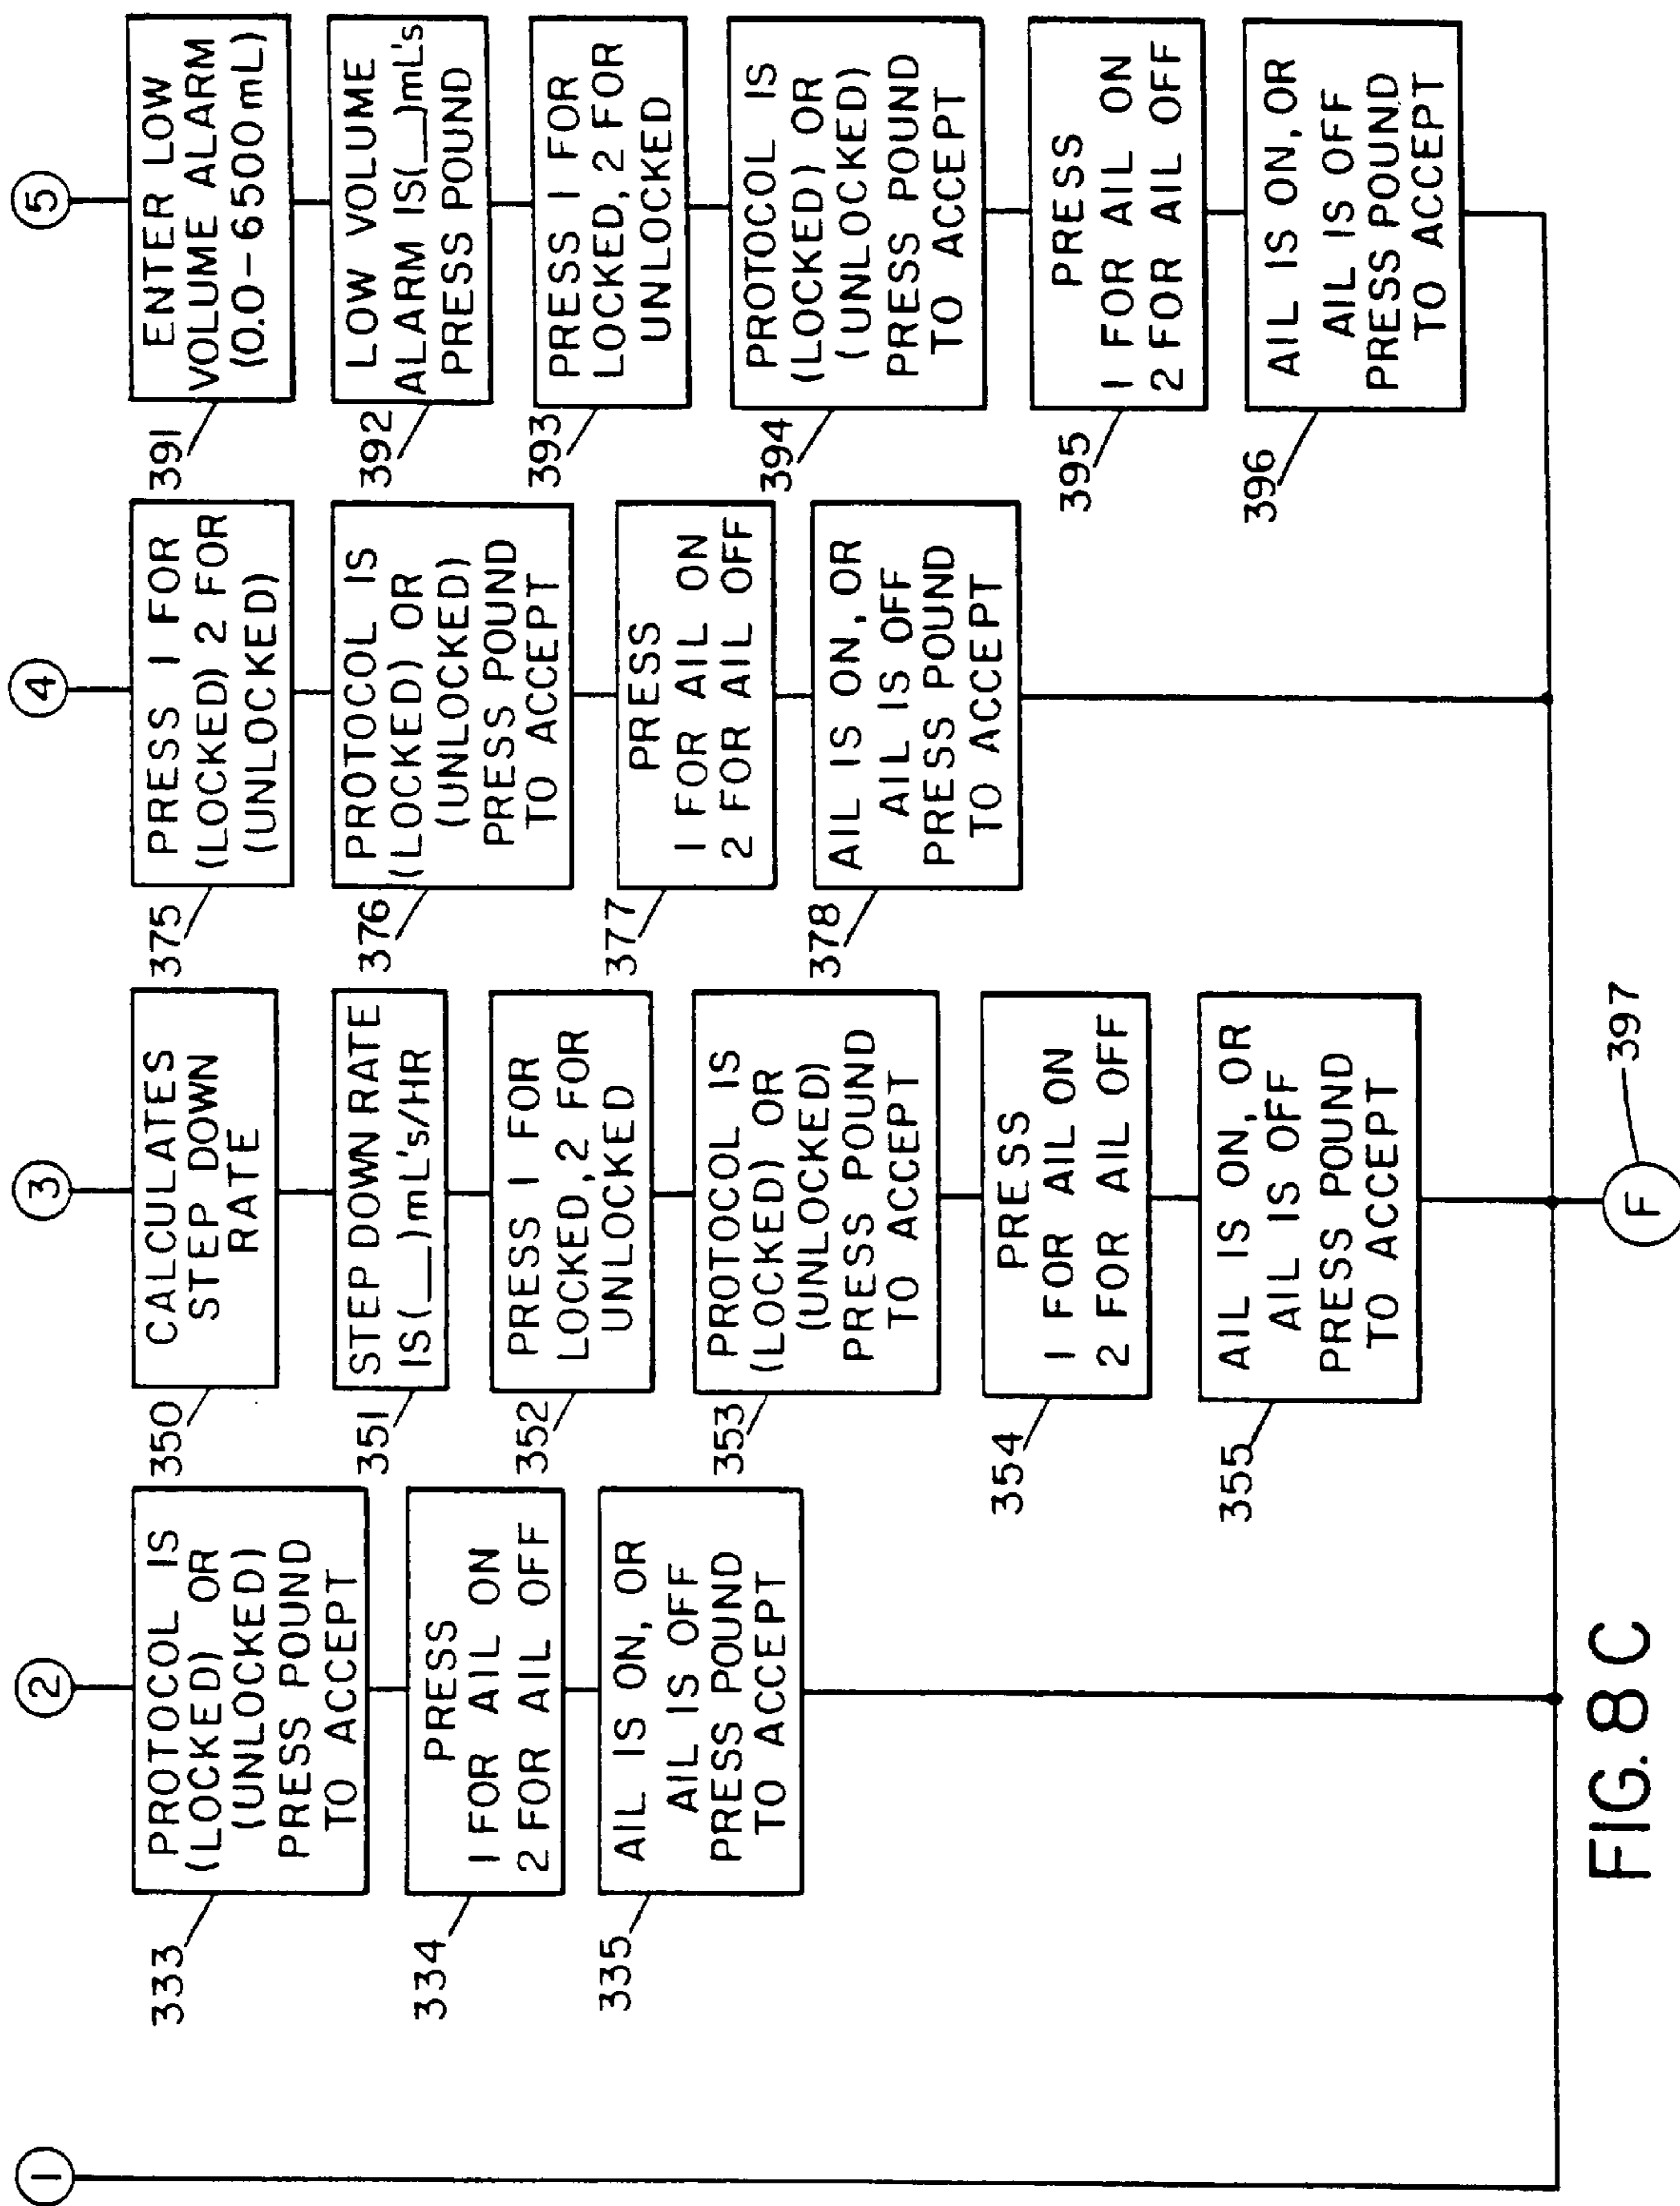 1
2
333
PROTOCOL IS
(LOCKED) OR
(UNLOCKED)
PRESS POUND
TO ACCEPT
334
PRESS
1 FOR AIL ON
2 FOR AIL OFF
335
AIL IS ON, OR
AIL IS OFF
PRESS POUND
TO ACCEPT
3
350
CALCULATES
STEP DOWN
RATE
351
STEP DOWN RATE
IS(__)mL's/HR
352
PRESS 1 FOR
LOCKED, 2 FOR
UNLOCKED
353
PROTOCOL IS
(LOCKED) OR
(UNLOCKED)
PRESS POUND
TO ACCEPT
354
PRESS
1 FOR AIL ON
2 FOR AIL OFF
355
AIL IS ON, OR
AIL IS OFF
PRESS POUND
TO ACCEPT
4
375
PRESS 1 FOR
(LOCKED) 2 FOR
(UNLOCKED)
376
PROTOCOL IS
(LOCKED) OR
(UNLOCKED)
PRESS POUND
TO ACCEPT
377
PRESS
1 FOR AIL ON
2 FOR AIL OFF
378
AIL IS ON, OR
AIL IS OFF
PRESS POUND
TO ACCEPT
5
391
ENTER LOW
VOLUME ALARM
(0.0-6500 mL)
392
LOW VOLUME
ALARM IS(__)mL's
PRESS POUND
393
PRESS 1 FOR
LOCKED, 2 FOR
UNLOCKED
394
PROTOCOL IS
(LOCKED) OR
(UNLOCKED)
PRESS POUND
TO ACCEPT
395
PRESS
1 FOR AIL ON
2 FOR AIL OFF
396
AIL IS ON, OR
AIL IS OFF
PRESS POUND
TO ACCEPT
F
397
FIG. 8C